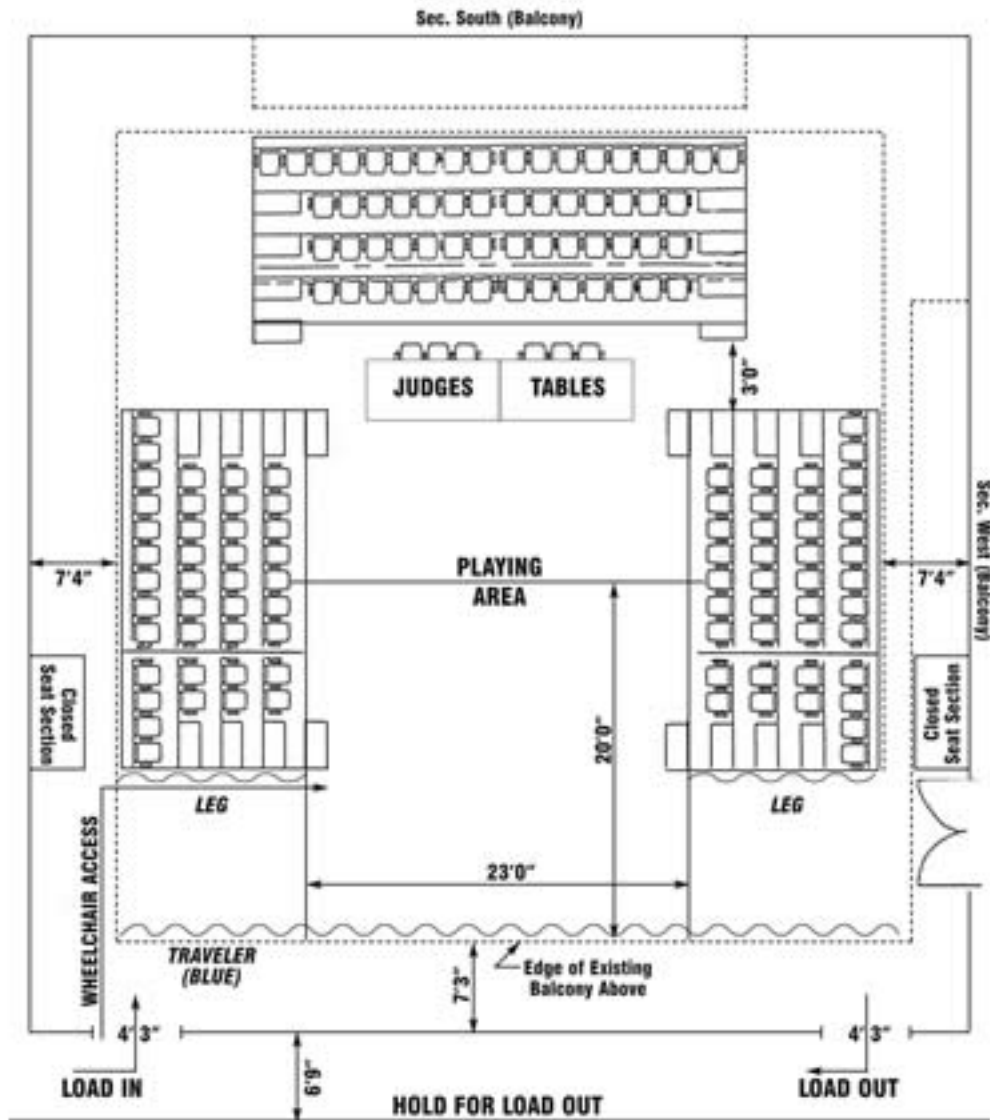 Sec. South (Balcony)
JUDGES
TABLES
3'0"
Sec. West (Balcony)
7'4"
PLAYING
AREA
7'4"
Closed
Seat Section
Closed
Seat Section
20'0"
LEG
LEG
WHEELCHAIR ACCESS
23'0"
TRAVELER
(BLUE)
7'3"
Edge of Existing
Balcony Above
4'3"
4'3"
LOAD IN
6'9"
LOAD OUT
HOLD FOR LOAD OUT